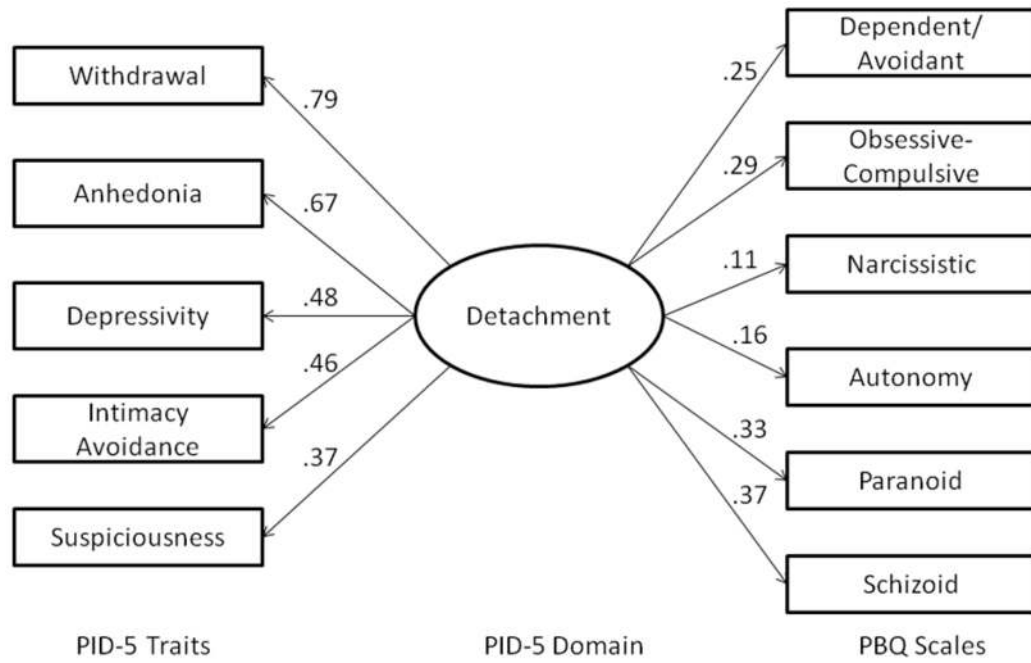 Withdrawal
Anhedonia
Depressivity
Intimacy
Avoidance
Suspiciousness
PID-5 Traits
.79
.67
.48
.46
.37
Detachment
PID-5 Domain
.25
.29
.11
.16
.33
.37
Dependent/
Avoidant
Obsessive-
Compulsive
Narcissistic
Autonomy
Paranoid
Schizoid
PBQ Scales